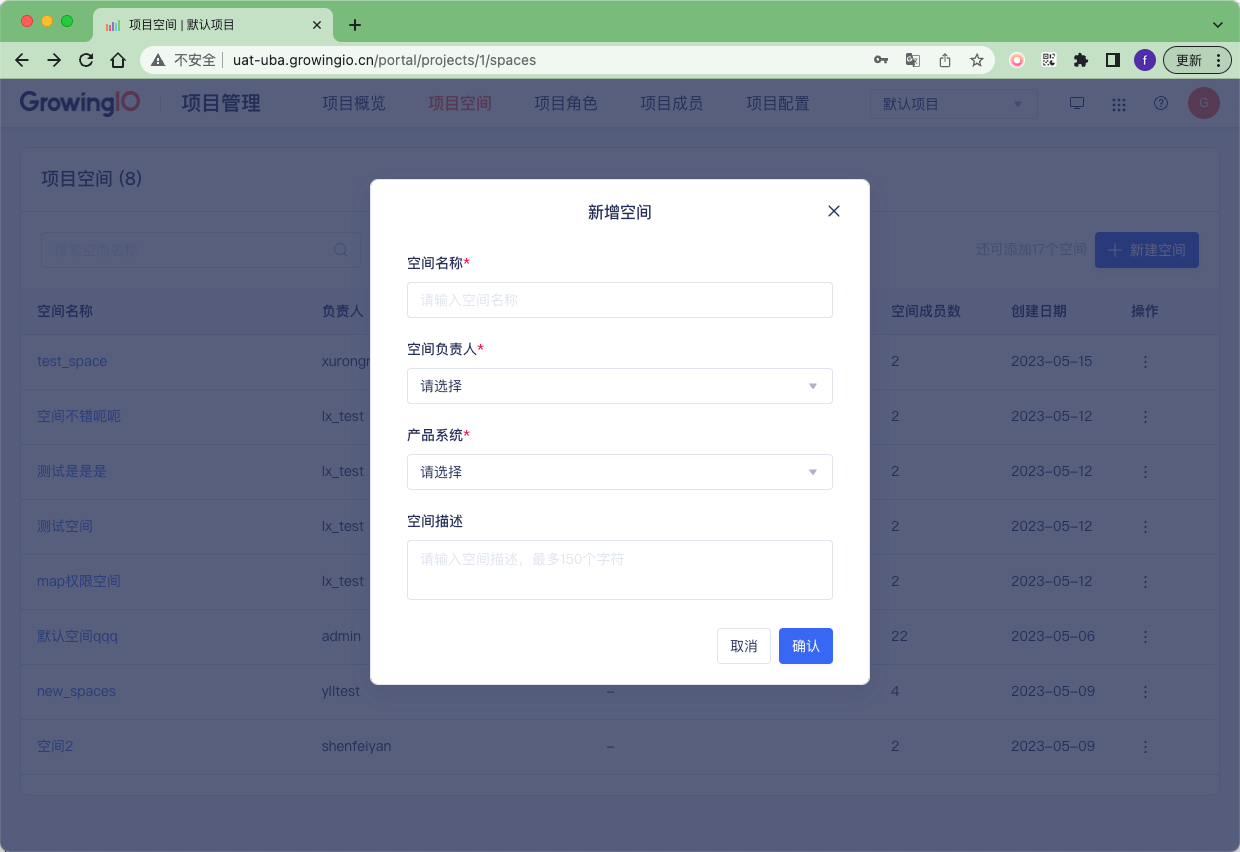 项目空间 | 默认项目
不安全 uat-uba.growingio.cn/portal/projects/1/spaces 更新
GrowingIO 项目管理 项目概览 项目空间 项目角色 项目成员 项目配置 默认项目 G
项目空间 (8)
搜索空间名称 还可添加17个空间 新建空间
空间名称 负责人 空间成员数 创建日期 操作
test_space xurongr 2 2023-05-15
空间不错呃呃 lx_test 2 2023-05-12
测试是是是 lx_test 2 2023-05-12
测试空间 lx_test 2 2023-05-12
map权限空间 lx_test 2 2023-05-12
默认空间qqq admin 22 2023-05-06
new_spaces ylltest – 4 2023-05-09
空间2 shenfeiyan – 2 2023-05-09
新增空间
空间名称*
请输入空间名称
空间负责人*
请选择
产品系统*
请选择
空间描述
请输入空间描述，最多150个字符
取消 确认